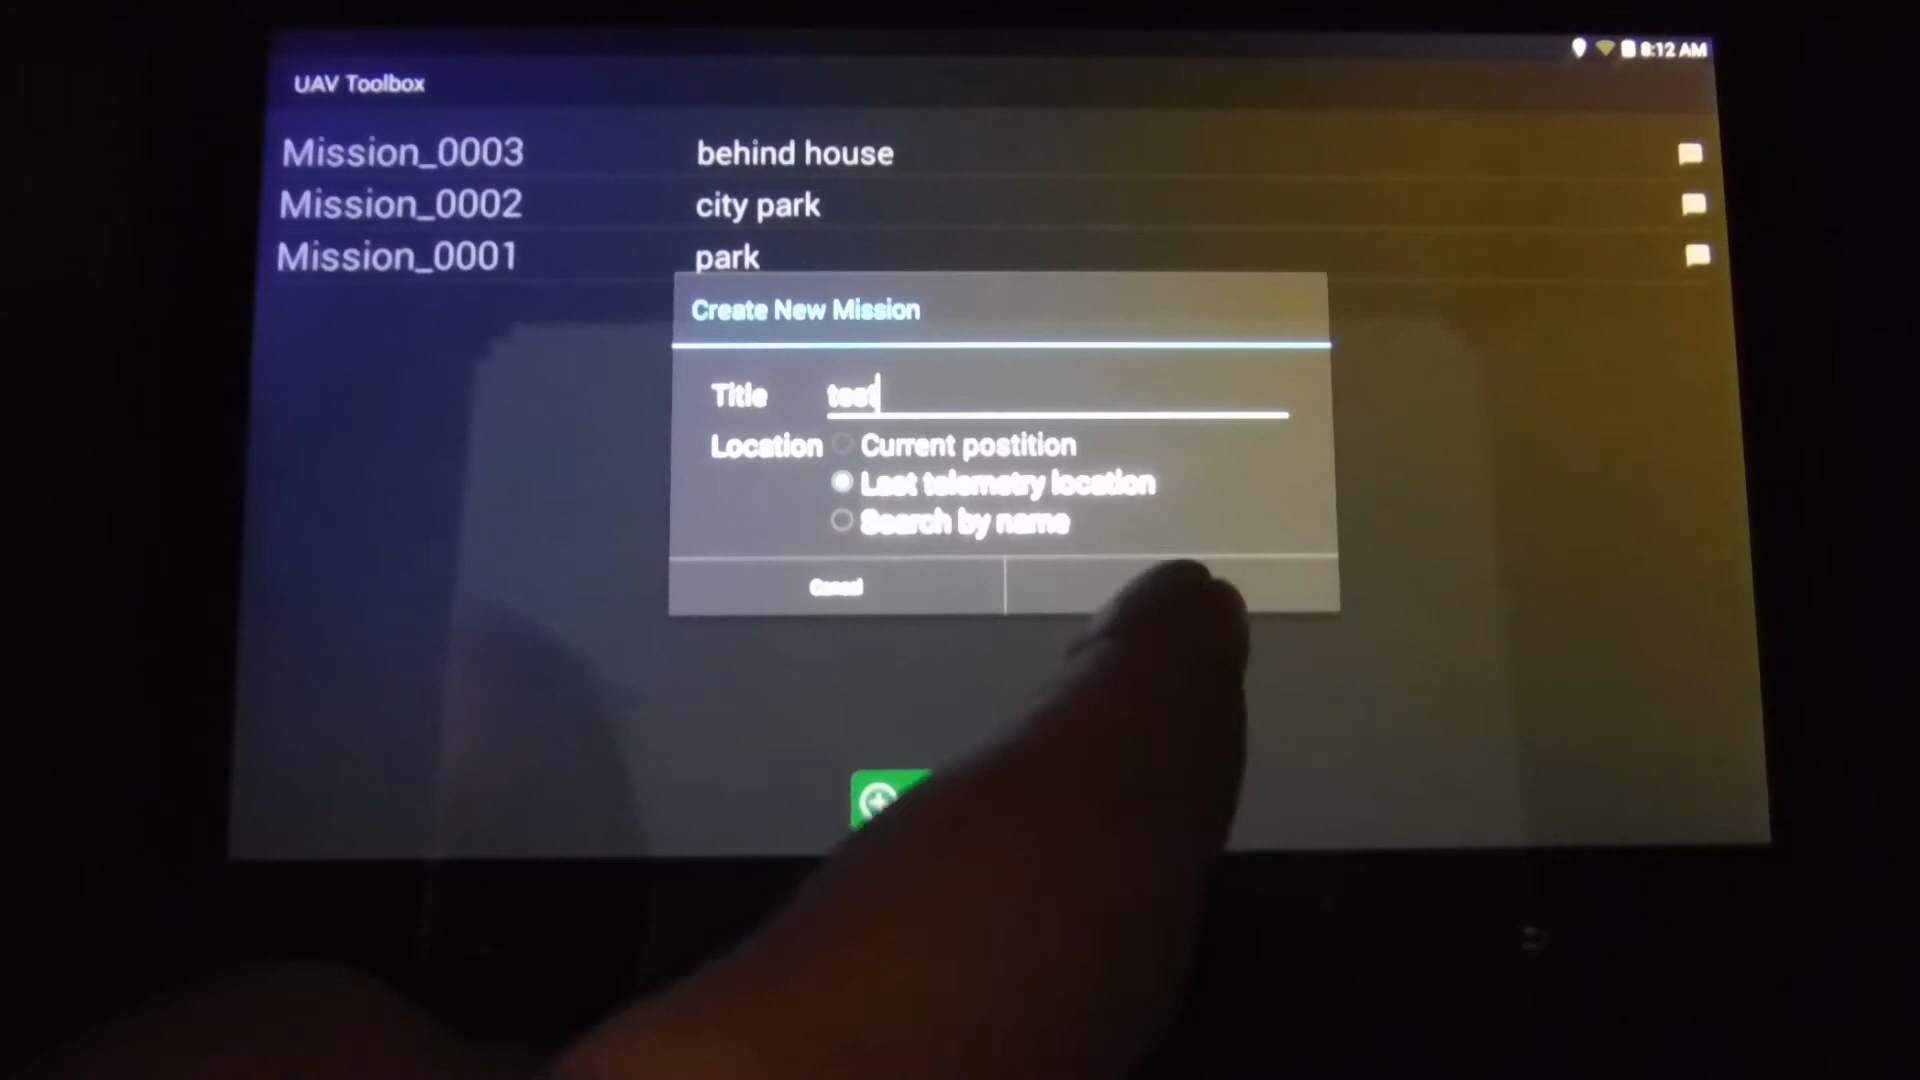 8:12 AM
UAV Toolbox
Mission_0003 behind house
Mission_0002 city park
Mission_0001 park
Create New Mission
Title test
Location Current postition
Last telemetry location
Search by name
Cancel